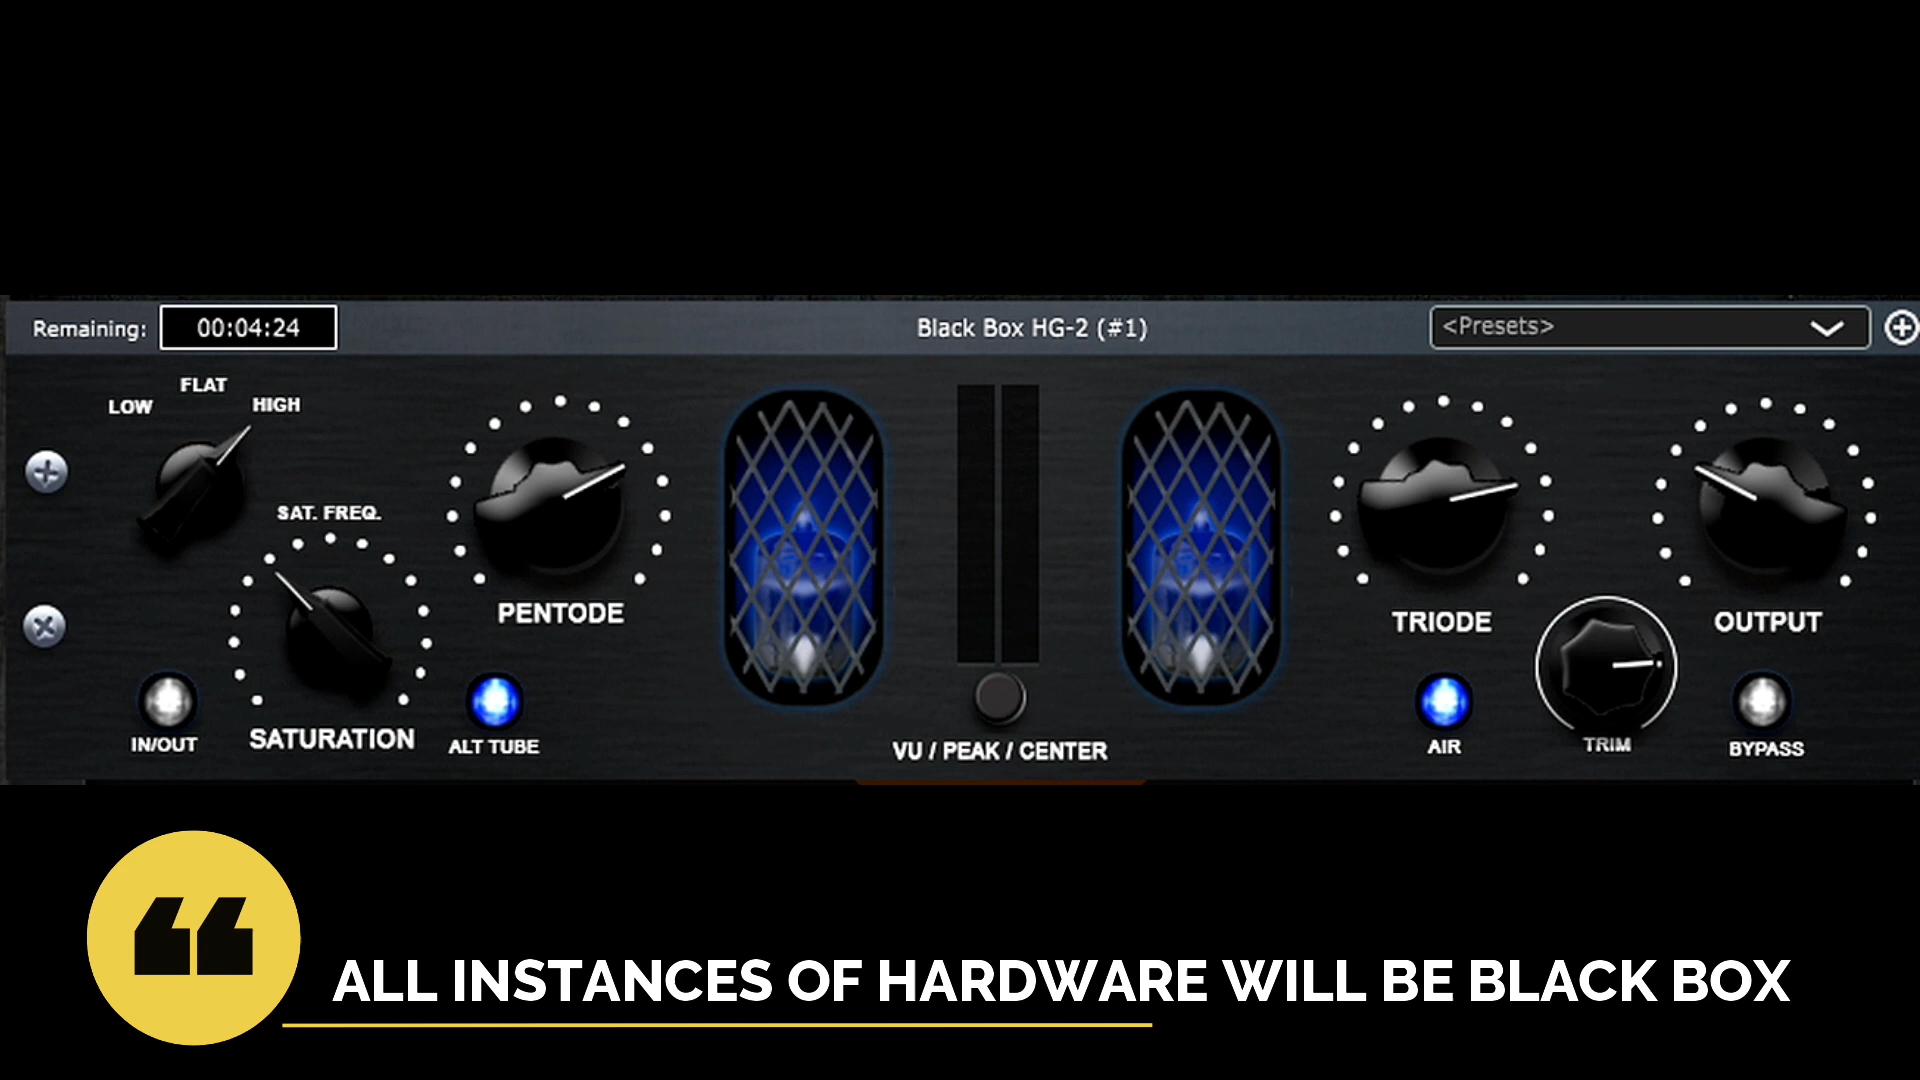 Remaining: 00:04:24 Black Box HG-2 (#1) <Presets>
FLAT
LOW HIGH
SAT. FREQ.
PENTODE TRIODE OUTPUT
IN/OUT SATURATION ALT TUBE VU / PEAK / CENTER AIR TRIM BYPASS
❝ ALL INSTANCES OF HARDWARE WILL BE BLACK BOX